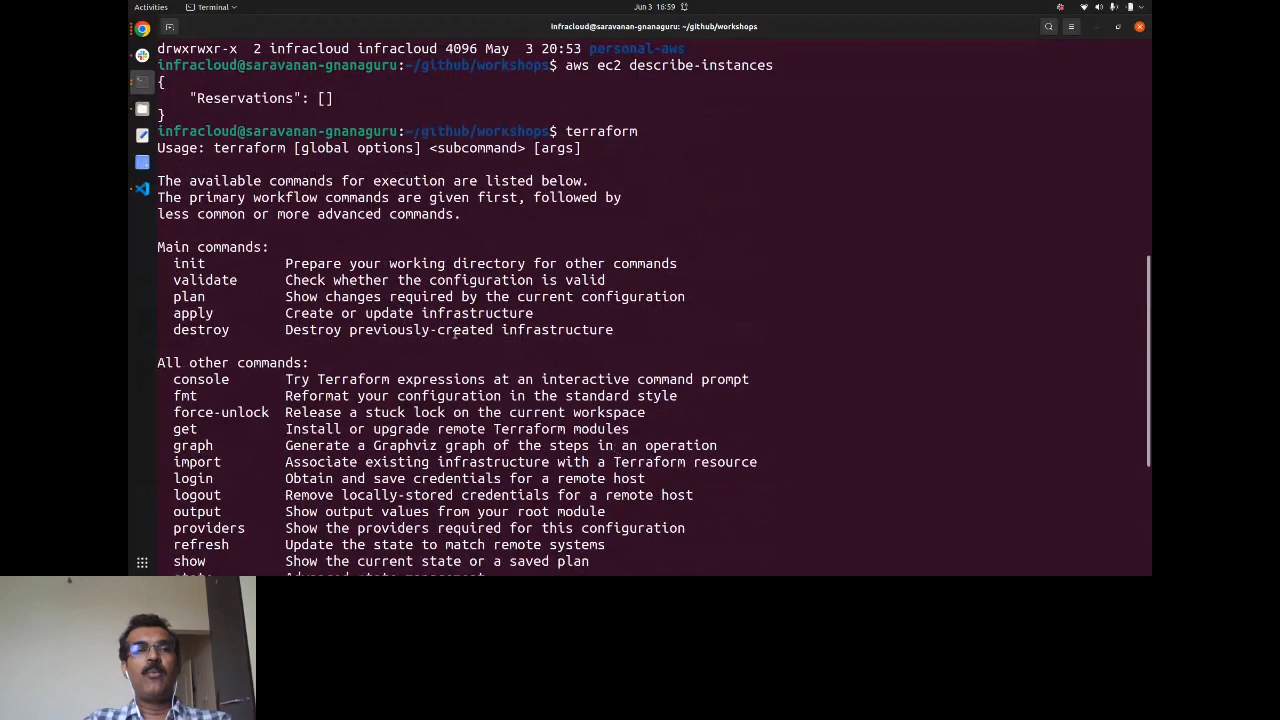 Activities
Terminal
Jun 3 16:59
infracloud@saravanan-gnanaguru: ~/github/workshops
drwxrwxr-x 2 infracloud infracloud 4096 May 3 20:53 personal-aws
infracloud@saravanan-gnanaguru:~/github/workshops$ aws ec2 describe-instances
{
"Reservations": []
}
infracloud@saravanan-gnanaguru:~/github/workshops$ terraform
Usage: terraform [global options] <subcommand> [args]
The available commands for execution are listed below.
The primary workflow commands are given first, followed by
less common or more advanced commands.
Main commands:
init Prepare your working directory for other commands
validate Check whether the configuration is valid
plan Show changes required by the current configuration
apply Create or update infrastructure
destroy Destroy previously-created infrastructure
All other commands:
console Try Terraform expressions at an interactive command prompt
fmt Reformat your configuration in the standard style
force-unlock Release a stuck lock on the current workspace
get Install or upgrade remote Terraform modules
graph Generate a Graphviz graph of the steps in an operation
import Associate existing infrastructure with a Terraform resource
login Obtain and save credentials for a remote host
logout Remove locally-stored credentials for a remote host
output Show output values from your root module
providers Show the providers required for this configuration
refresh Update the state to match remote systems
show Show the current state or a saved plan